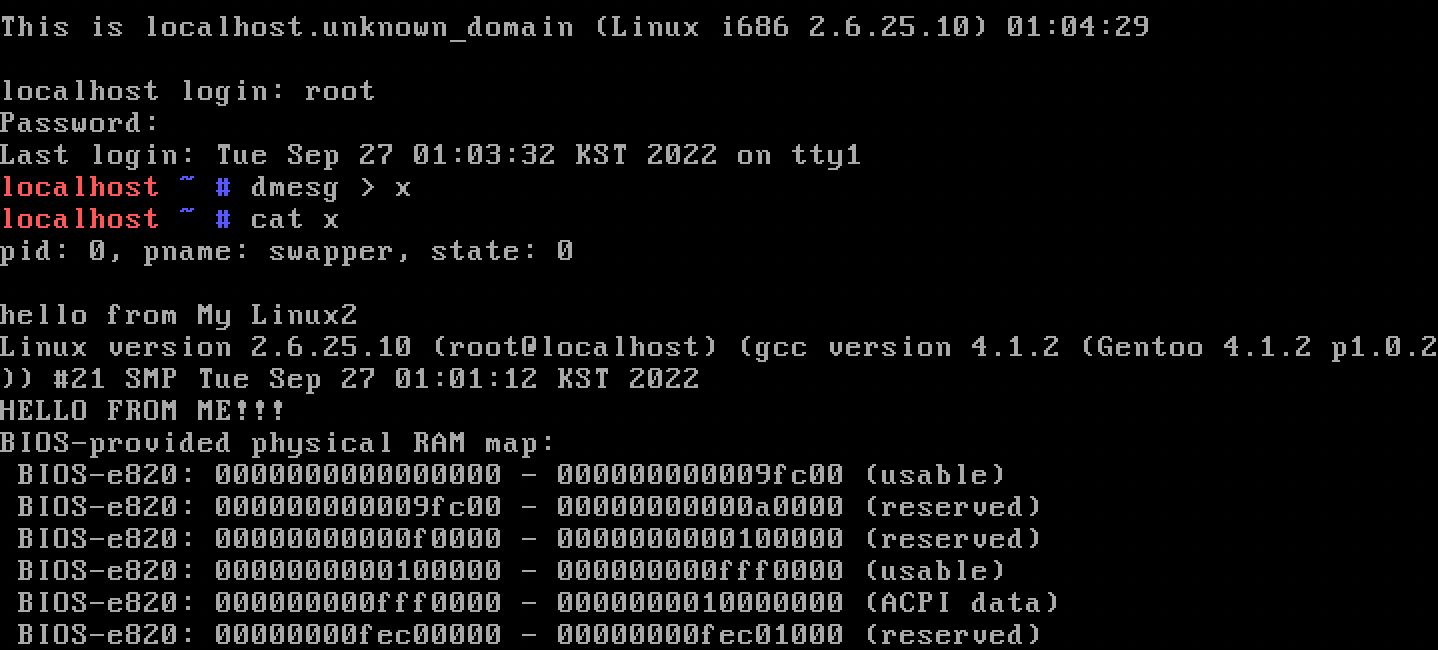 This is localhost.unknown_domain (Linux i686 2.6.25.10) 01:04:29
localhost login: root
Password:
Last login: Tue Sep 27 01:03:32 KST 2022 on tty1
localhost ~ # dmesg > x
localhost ~ # cat x
pid: 0, pname: swapper, state: 0
hello from My Linux2
Linux version 2.6.25.10 (root@localhost) (gcc version 4.1.2 (Gentoo 4.1.2 p1.0.2
)) #21 SMP Tue Sep 27 01:01:12 KST 2022
HELLO FROM ME!!!
BIOS-provided physical RAM map:
 BIOS-e820: 0000000000000000 - 000000000009fc00 (usable)
 BIOS-e820: 000000000009fc00 - 00000000000a0000 (reserved)
 BIOS-e820: 00000000000f0000 - 0000000000100000 (reserved)
 BIOS-e820: 0000000000100000 - 000000000fff0000 (usable)
 BIOS-e820: 000000000fff0000 - 0000000010000000 (ACPI data)
 BIOS-e820: 00000000fec00000 - 00000000fec01000 (reserved)